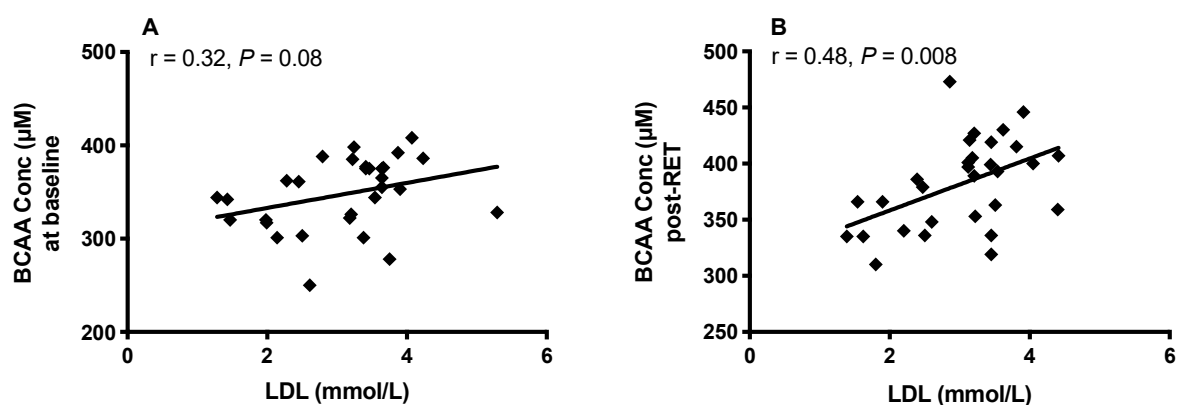 A
r = 0.32, P = 0.08
500
400
300
200
BCAA Conc (µM)
at baseline
0
2
4
6
LDL (mmol/L)
B
r = 0.48, P = 0.008
500
450
400
350
300
250
BCAA Conc (µM)
post-RET
0
2
4
6
LDL (mmol/L)